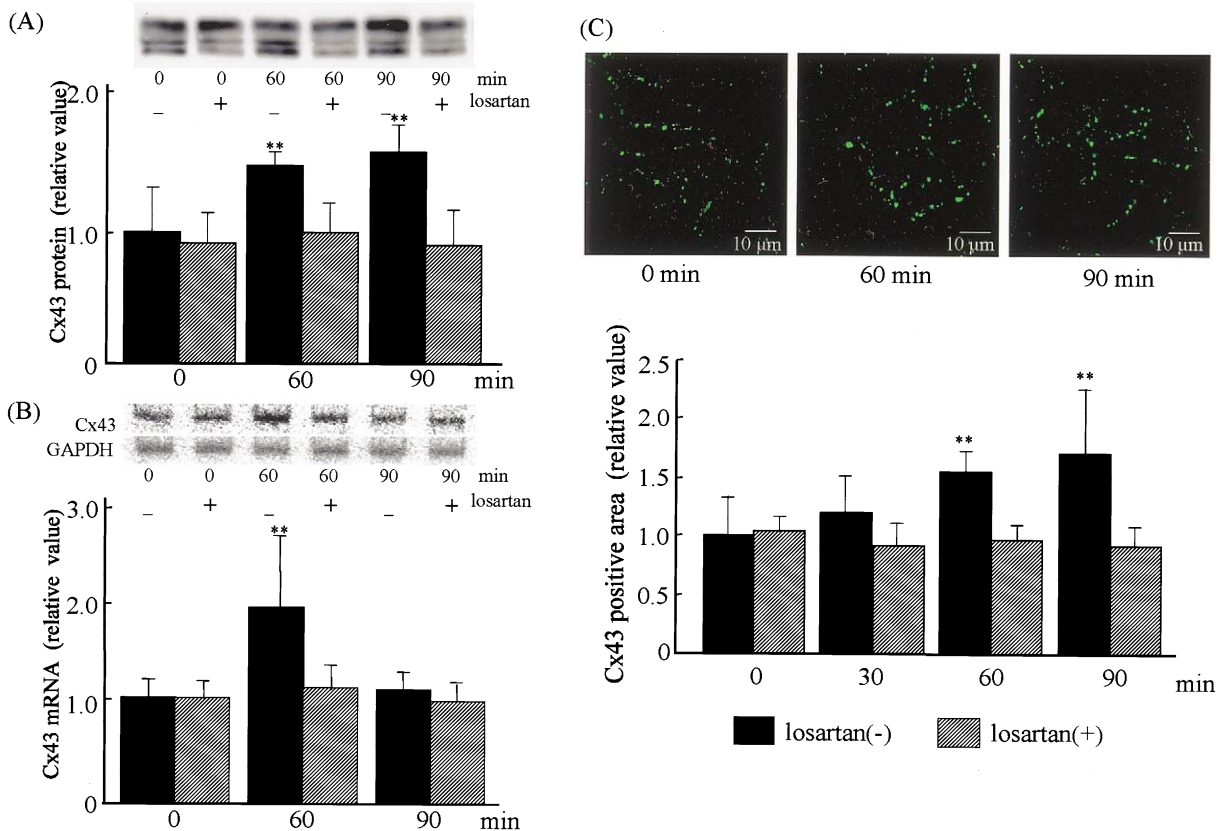 (A)
0 0 60 60 90 90 min
− + − + − + losartan
Cx43 protein (relative value)
2.0
** **
1.0
0
0 60 90 min
(B)
Cx43
GAPDH
0 0 60 60 90 90 min
− + − + − + losartan
Cx43 mRNA (relative value)
3.0
**
2.0
1.0
0
0 60 90 min
(C)
10 μm 10 μm 10 μm
0 min 60 min 90 min
Cx43 positive area (relative value)
2.5
** **
2.0
1.5
1.0
0.5
0
0 30 60 90 min
losartan(-) losartan(+)